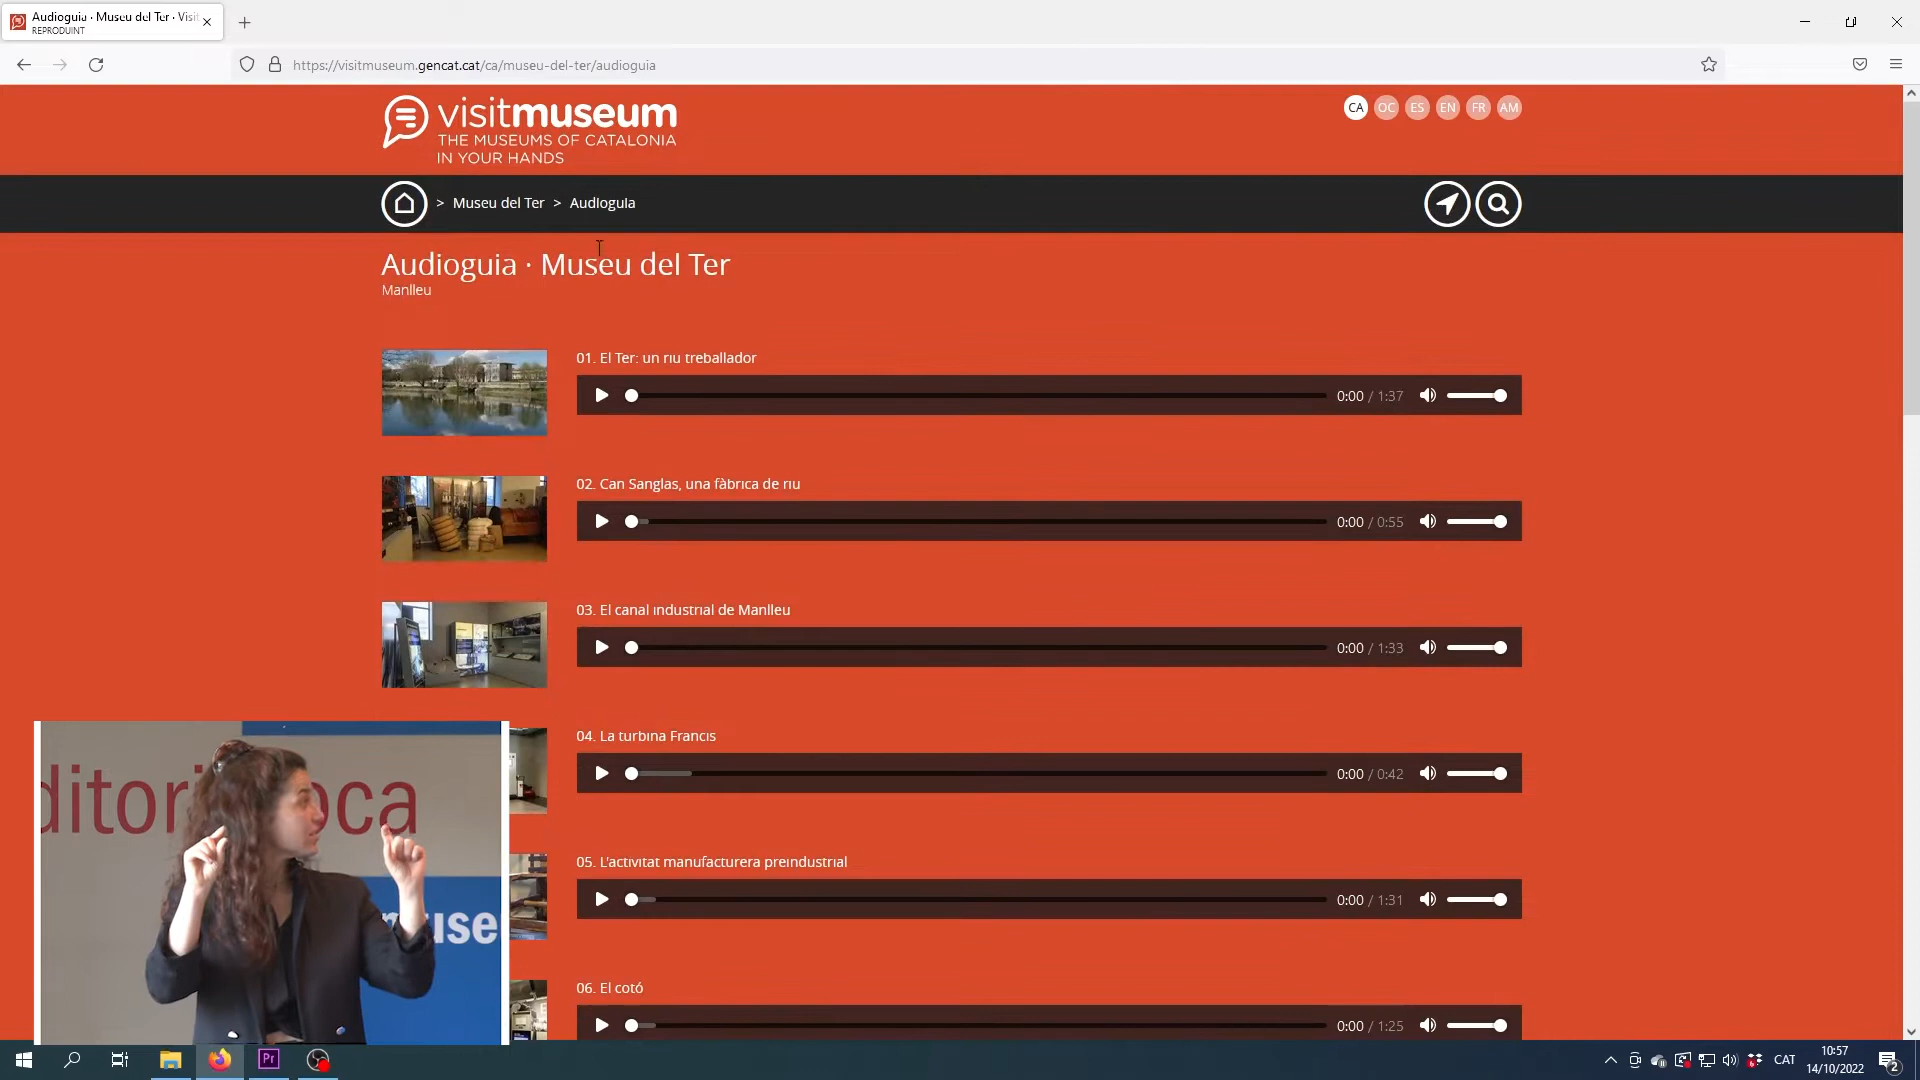 Audioguia · Museu del Ter · Visit
REPRODUINT
https://visitmuseum.gencat.cat/ca/museu-del-ter/audioguia
visitmuseum
THE MUSEUMS OF CATALONIA
IN YOUR HANDS
CA OC ES EN FR AM
> Museu del Ter > Audioguia
Audioguia · Museu del Ter
Manlleu
01. El Ter: un riu treballador
0:00 / 1:37
02. Can Sanglas, una fàbrica de riu
0:00 / 0:55
03. El canal industrial de Manlleu
0:00 / 1:33
04. La turbina Francis
0:00 / 0:42
05. L'activitat manufacturera preindustrial
0:00 / 1:31
06. El cotó
0:00 / 1:25
ditori oca
muse
Pr
CAT
10:57
14/10/2022
2